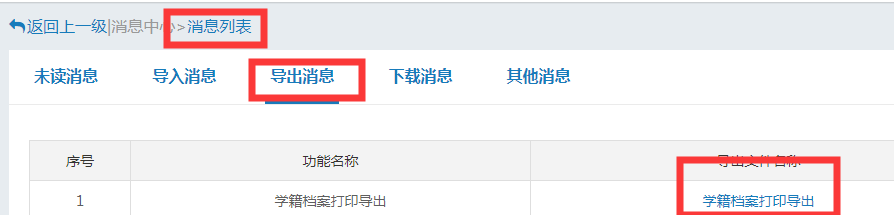 返回上一级|消息中心>消息列表
未读消息 导入消息 导出消息 下载消息 其他消息
序号 功能名称 导出文件名称
1 学籍档案打印导出 学籍档案打印导出